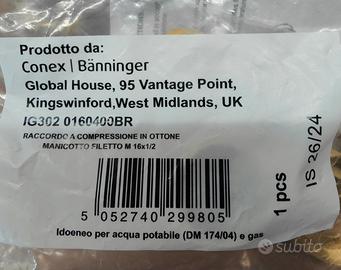 Prodotto da:
Conex | Bänninger
Global House, 95 Vantage Point,
Kingswinford,West Midlands, UK
IG302 0160400BR
RACCORDO A COMPRESSIONE IN OTTONE
MANICOTTO FILETTO M 16x1/2
5 052740 299805
1 pcs
IS 26/24
Idoneo per acqua potabile (DM 174/04) e gas
subito